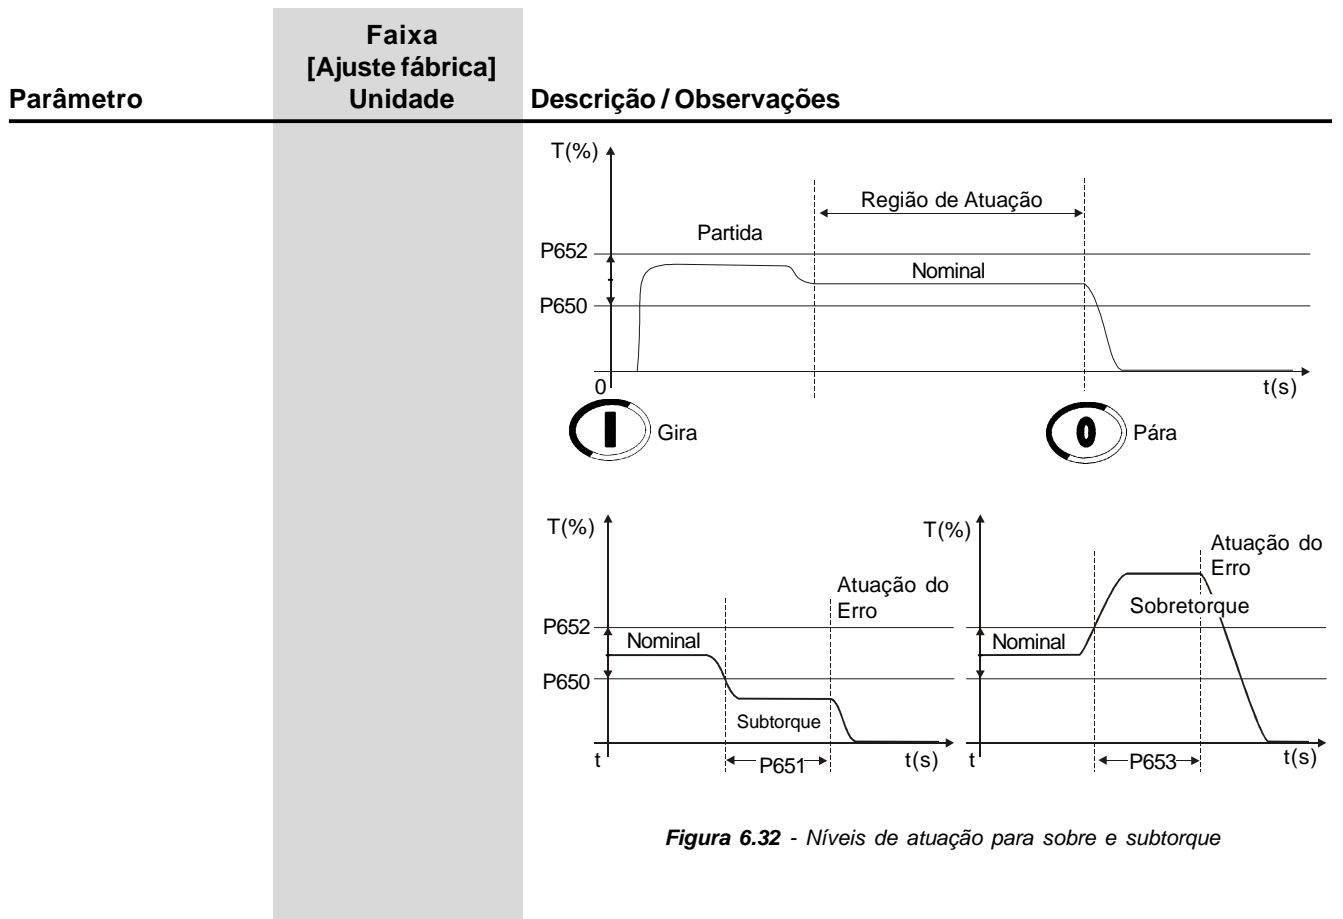 Faixa
[Ajuste fábrica]
Parâmetro Unidade Descrição / Observações
T(%)
Região de Atuação
Partida
P652
Nominal
P650
0
t(s)
I Gira
0 Pára
T(%)
Atuação do
Erro
P652
Nominal
P650
Subtorque
t
P651
t(s)
T(%)
Atuação do
Erro
Sobretorque
Nominal
t
P653
t(s)
Figura 6.32 - Níveis de atuação para sobre e subtorque